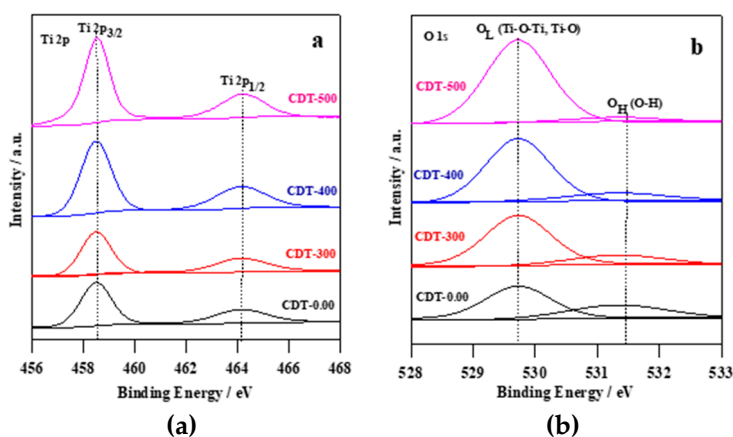 Ti 2p
Ti 2p3/2
a
Ti 2p1/2
CDT-500
CDT-400
CDT-300
CDT-0.00
Intensity / a.u.
456 458 460 462 464 466 468
Binding Energy / eV
(a)
O 1s
OL (Ti-O-Ti, Ti-O)
b
CDT-500
OH (O-H)
CDT-400
CDT-300
CDT-0.00
Intensity / a.u.
528 529 530 531 532 533
Binding Energy / eV
(b)